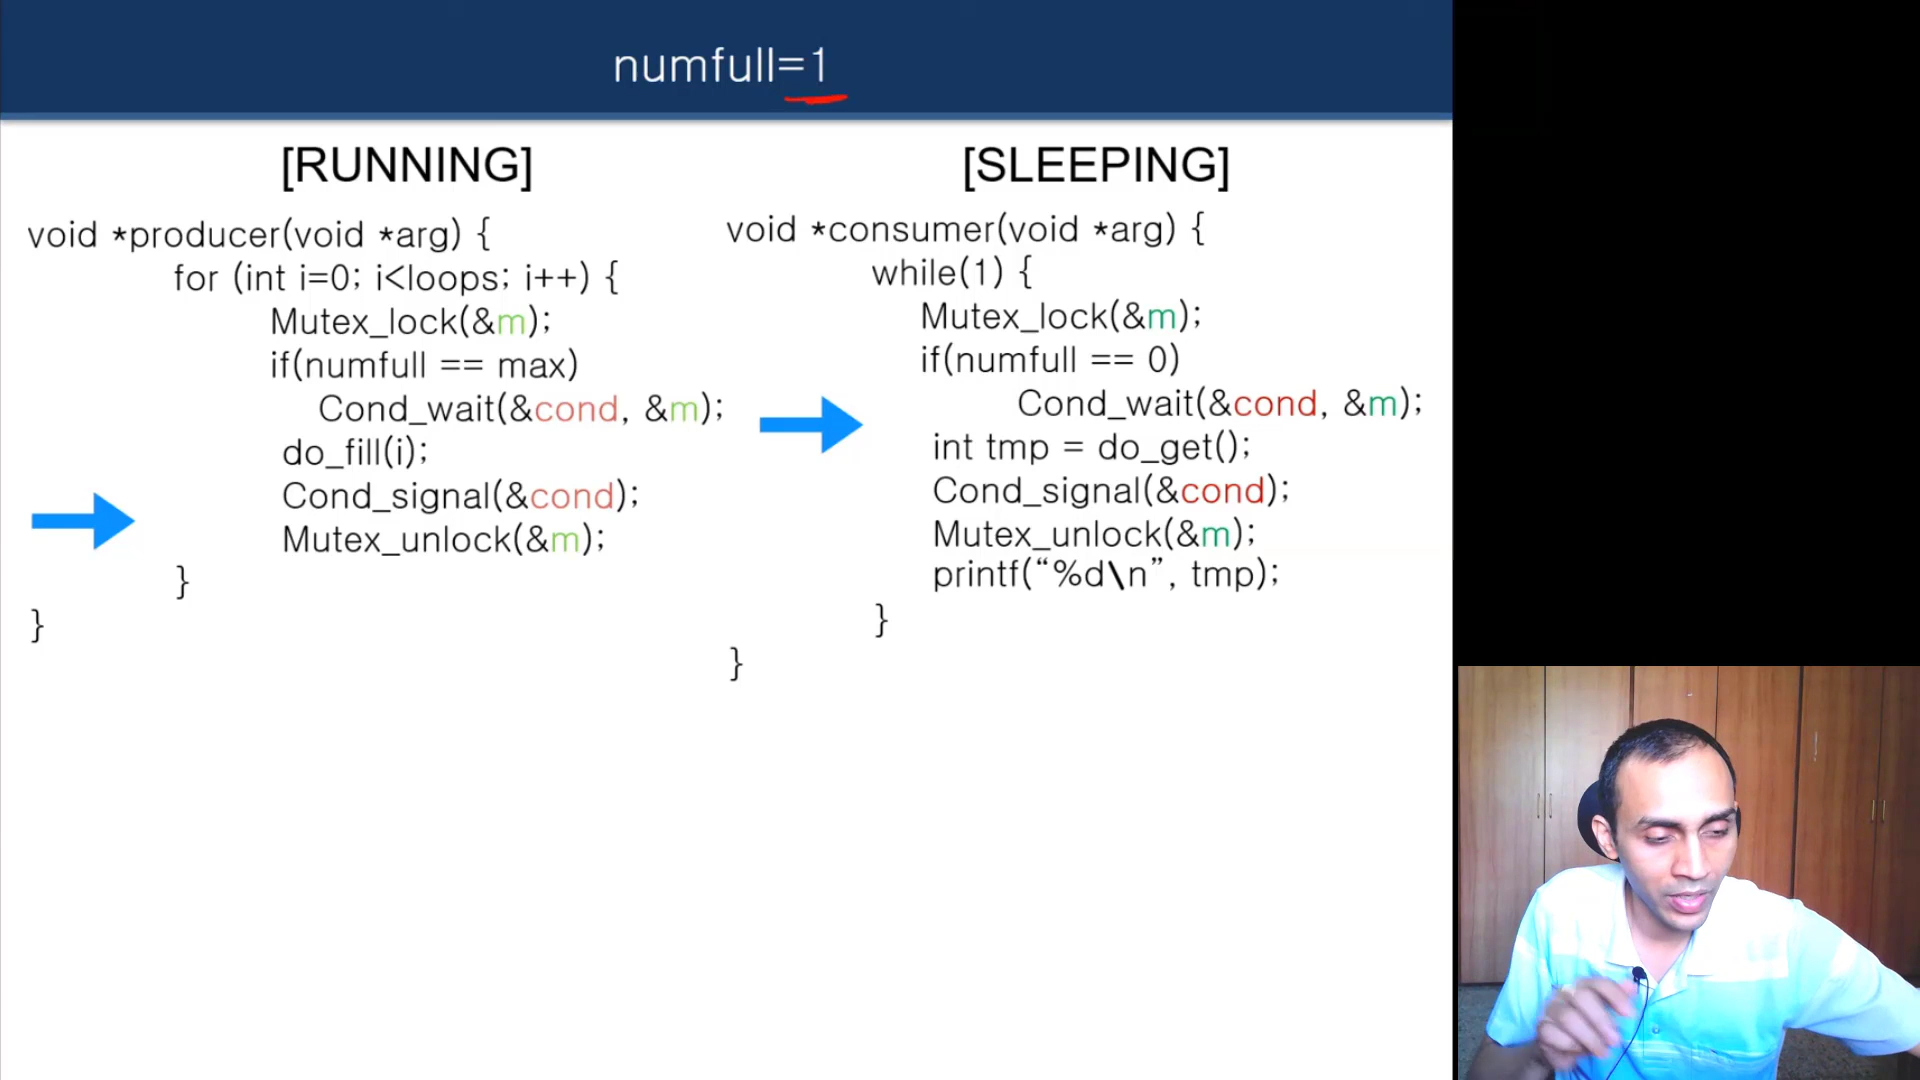 numfull=1
[RUNNING]
void *producer(void *arg) {
for (int i=0; i<loops; i++) {
Mutex_lock(&m);
if(numfull == max)
Cond_wait(&cond, &m);
do_fill(i);
Cond_signal(&cond);
Mutex_unlock(&m);
}
}
[SLEEPING]
void *consumer(void *arg) {
while(1) {
Mutex_lock(&m);
if(numfull == 0)
Cond_wait(&cond, &m);
int tmp = do_get();
Cond_signal(&cond);
Mutex_unlock(&m);
printf(“%d\n”, tmp);
}
}